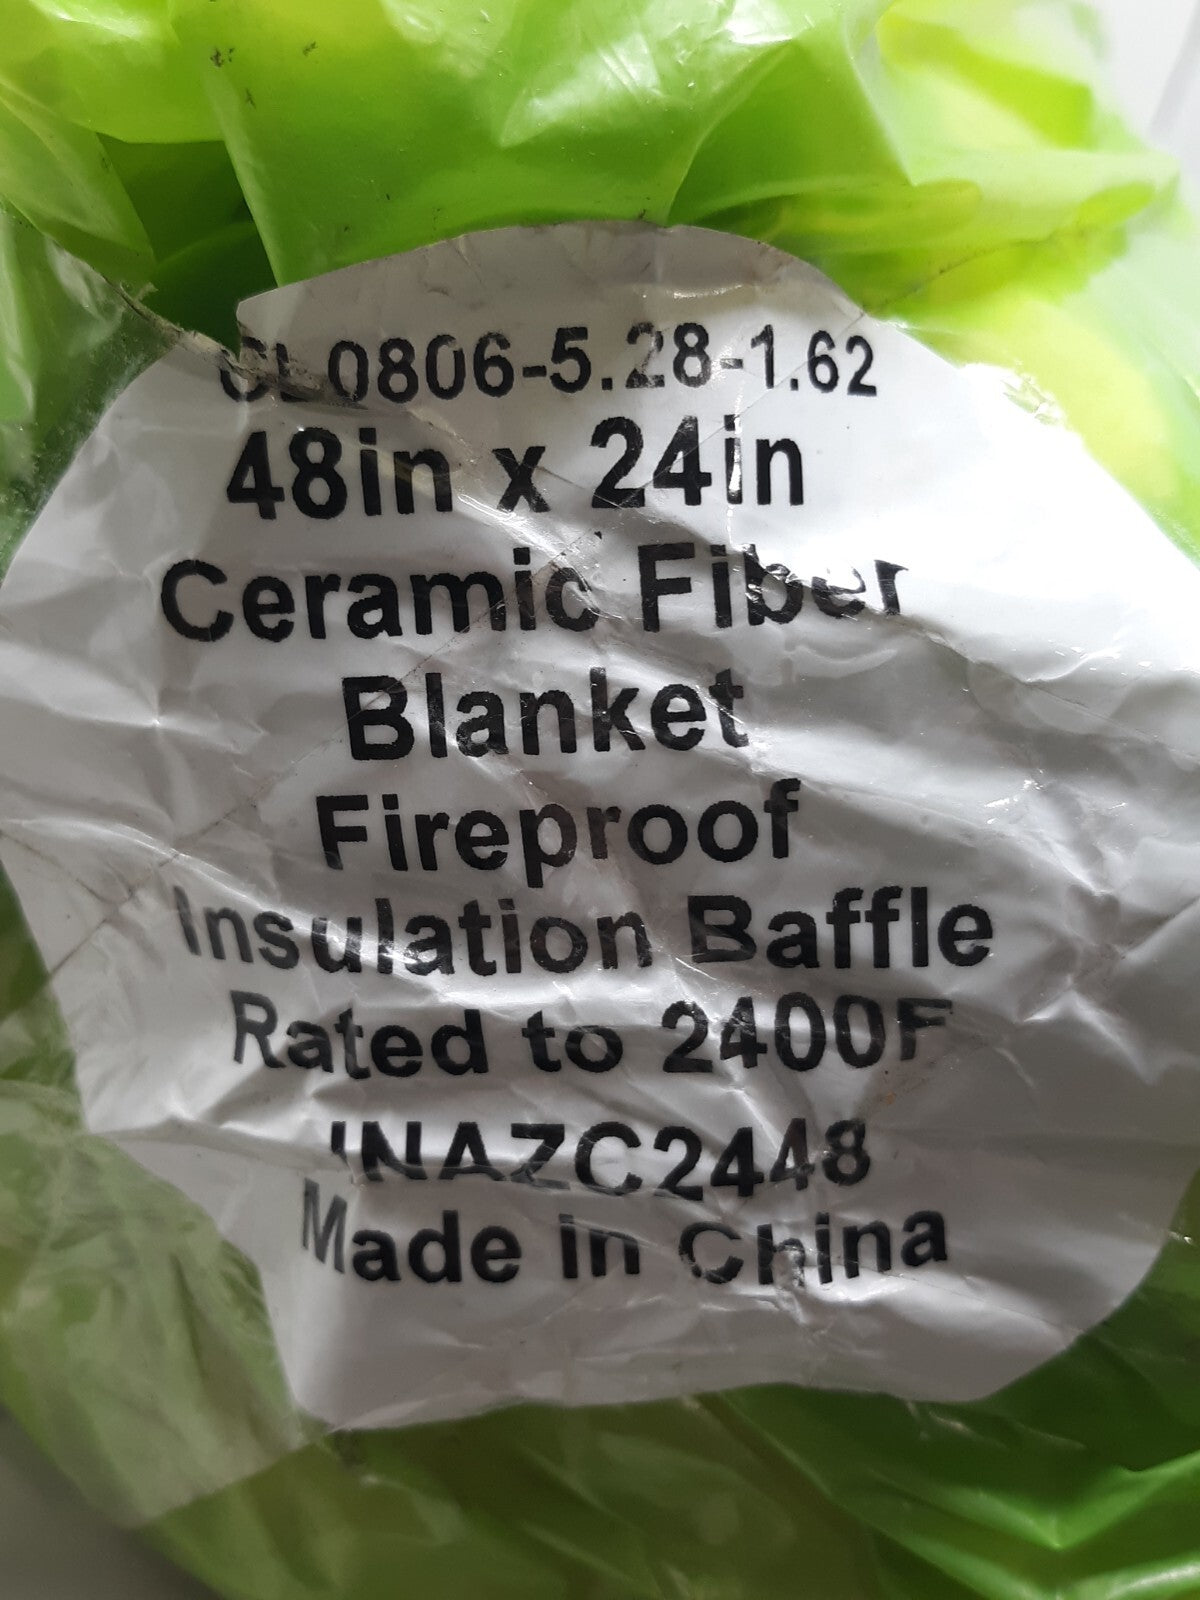 CL0806-5.28-1.62
48in x 24in
Ceramic Fiber
Blanket
Fireproof
Insulation Baffle
Rated to 2400F
INAZC2448
Made in China